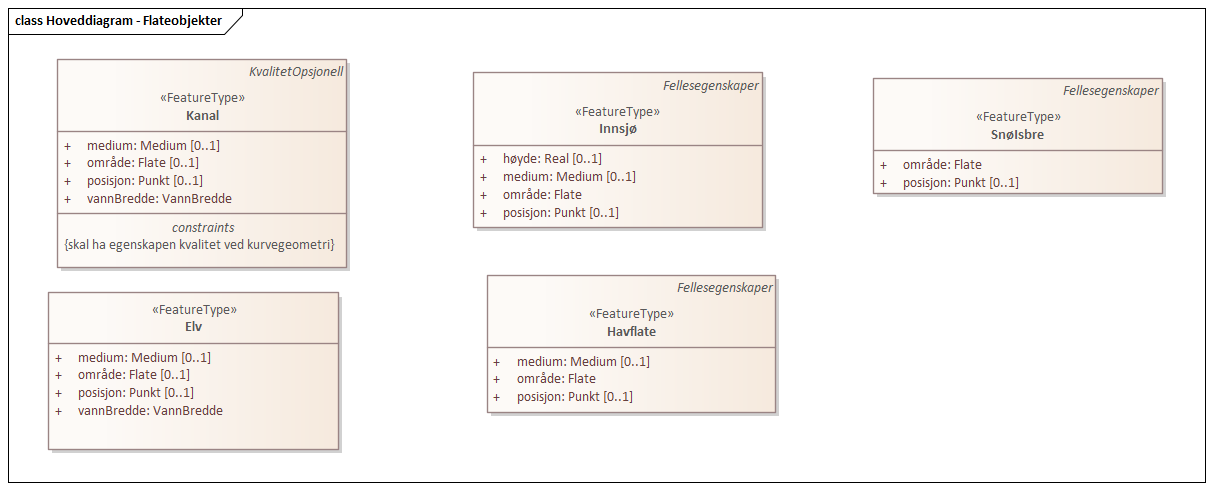 class Hoveddiagram - Flateobjekter
KvalitetOpsjonell
«FeatureType»
Kanal
+ medium: Medium [0..1]
+ område: Flate [0..1]
+ posisjon: Punkt [0..1]
+ vannBredde: VannBredde
constraints
{skal ha egenskapen kvalitet ved kurvegeometri}
Fellesegenskaper
«FeatureType»
Innsjø
+ høyde: Real [0..1]
+ medium: Medium [0..1]
+ område: Flate
+ posisjon: Punkt [0..1]
Fellesegenskaper
«FeatureType»
SnøIsbre
+ område: Flate
+ posisjon: Punkt [0..1]
«FeatureType»
Elv
+ medium: Medium [0..1]
+ område: Flate [0..1]
+ posisjon: Punkt [0..1]
+ vannBredde: VannBredde
Fellesegenskaper
«FeatureType»
Havflate
+ medium: Medium [0..1]
+ område: Flate
+ posisjon: Punkt [0..1]